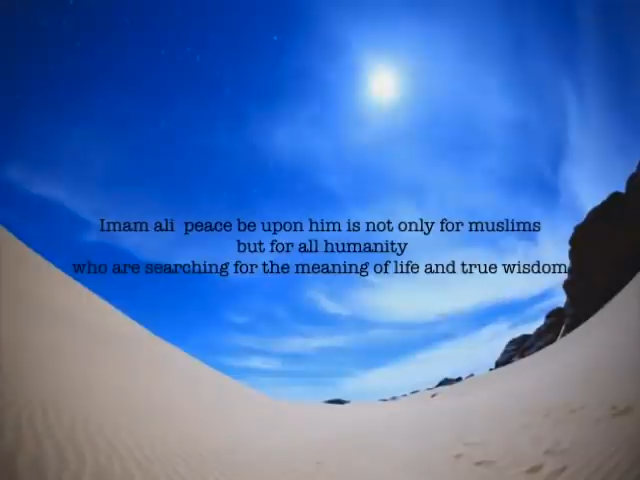 Imam ali peace be upon him is not only for muslims
but for all humanity
who are searching for the meaning of life and true wisdom